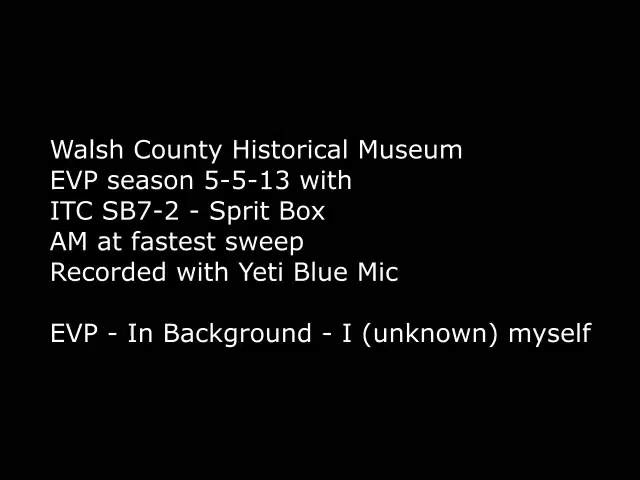 Walsh County Historical Museum
EVP season 5-5-13 with
ITC SB7-2 - Sprit Box
AM at fastest sweep
Recorded with Yeti Blue Mic
EVP - In Background - I (unknown) myself